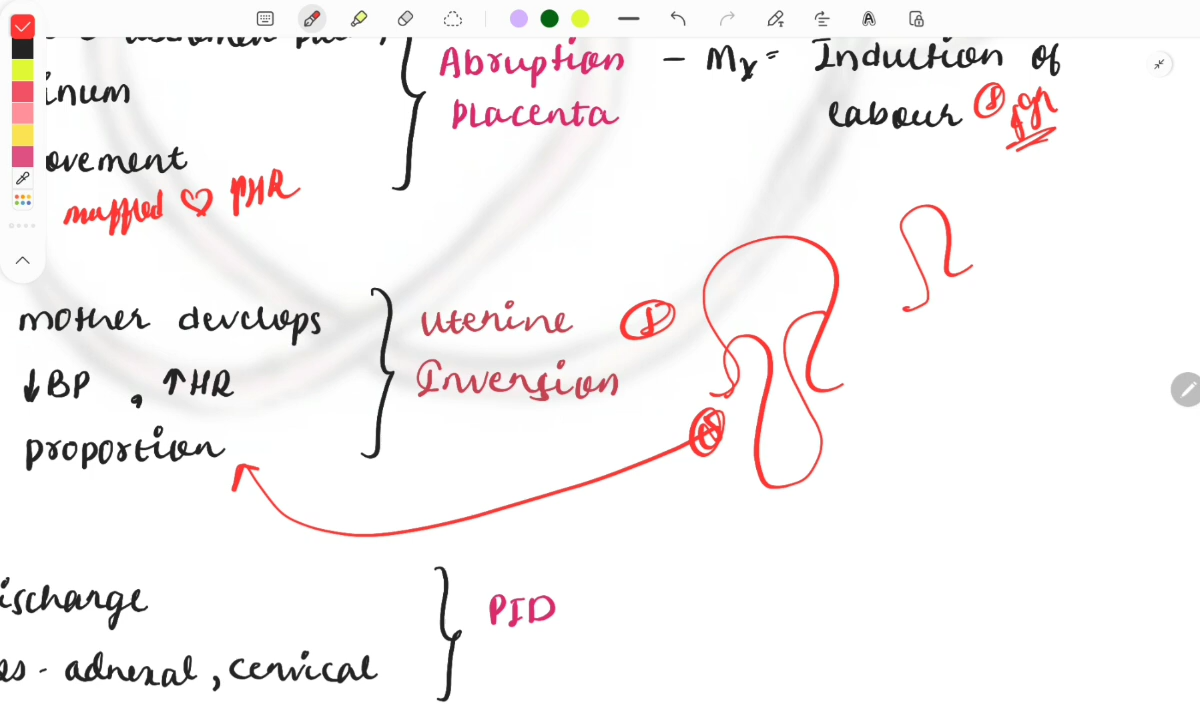 Abruption - Mx = Induction of
inum
Placenta
labour
ovement
muffled ♡ ↑HR
mother develops
Uterine
↓BP , ↑HR
Inversion
proportion
ischarge
PID
es - adnexal , cervical